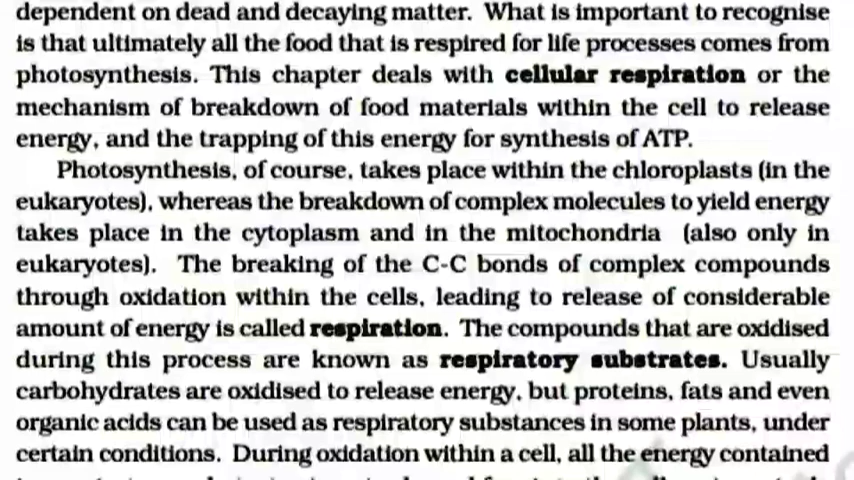 dependent on dead and decaying matter. What is important to recognise
is that ultimately all the food that is respired for life processes comes from
photosynthesis. This chapter deals with cellular respiration or the
mechanism of breakdown of food materials within the cell to release
energy, and the trapping of this energy for synthesis of ATP.
Photosynthesis, of course, takes place within the chloroplasts (in the
eukaryotes), whereas the breakdown of complex molecules to yield energy
takes place in the cytoplasm and in the mitochondria (also only in
eukaryotes). The breaking of the C-C bonds of complex compounds
through oxidation within the cells, leading to release of considerable
amount of energy is called respiration. The compounds that are oxidised
during this process are known as respiratory substrates. Usually
carbohydrates are oxidised to release energy, but proteins, fats and even
organic acids can be used as respiratory substances in some plants, under
certain conditions. During oxidation within a cell, all the energy contained